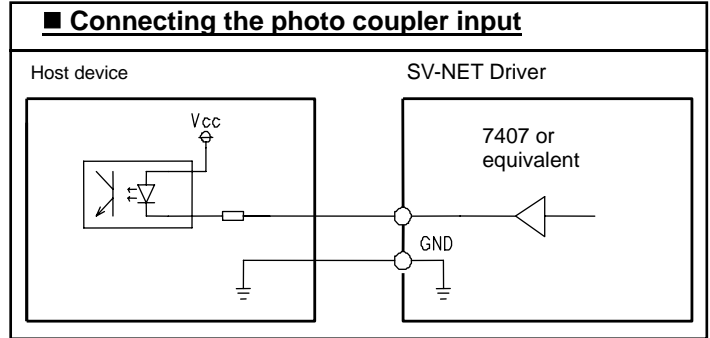 ■ Connecting the photo coupler input
Host device
SV-NET Driver
Vcc
7407 or
equivalent
GND